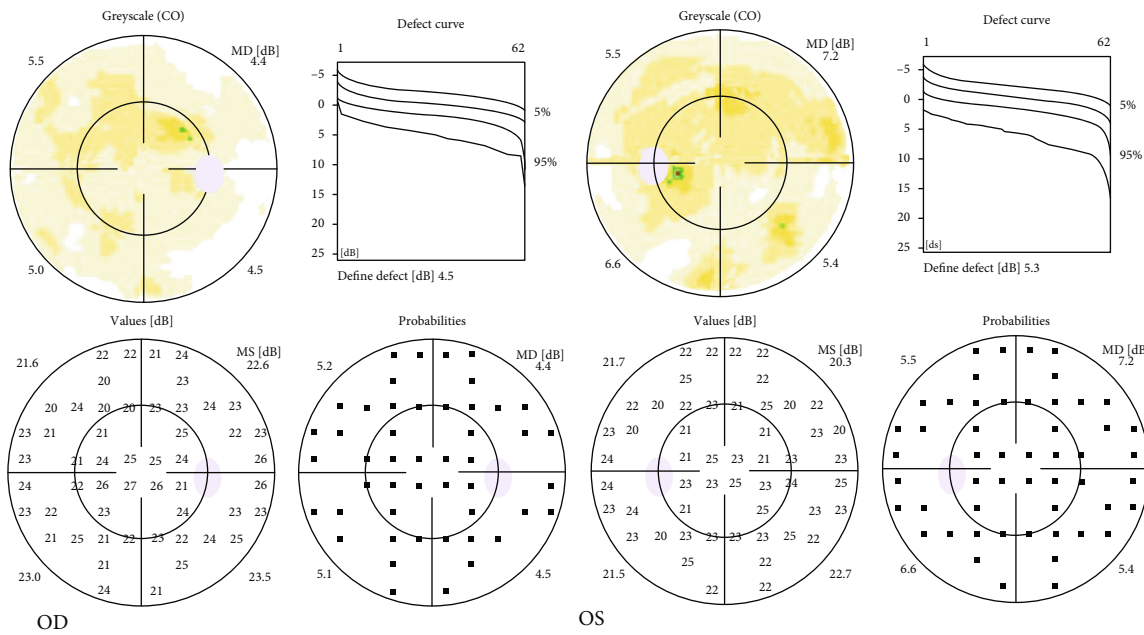 Greyscale (CO)
5.5
MD [dB]
4.4
5.0
4.5
Defect curve
1 62
–5
0
5
10
15
20
25
5%
95%
[dB]
Define defect [dB] 4.5
Greyscale (CO)
5.5
MD [dB]
7.2
6.6
5.4
Defect curve
1 62
–5
0
5
10
15
20
25
5%
95%
[ds]
Define defect [dB] 5.3
Values [dB]
21.6
MS [dB]
22.6
22 22 21 24
20 23
20 24 20 20 23 23 24 23
23 21 21 25 22 23
21 24 25 25 24 26
24 22 26 27 26 21 26
23 22 23 24 23 23
21 25 21 22 23 22 24 25
21 25
24 21
23.0
23.5
Probabilities
5.2
MD [dB]
4.4
5.1
4.5
Values [dB]
21.7
MS [dB]
20.3
22 22 22 22
25 22
22 20 22 23 21 25 20 22
23 20 21 21 23 20
24 21 25 23 21 23 23
24 23 23 25 23 24 25
23 24 21 25 23 23
23 20 23 23 23 23 25 22
25 22
22 22
21.5
22.7
Probabilities
5.5
MD [dB]
7.2
6.6
5.4
OD
OS